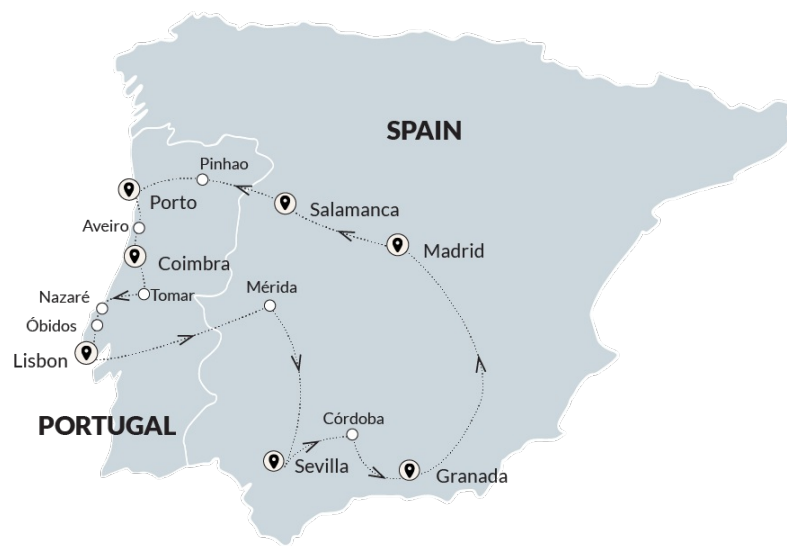 SPAIN
Pinhao
Porto
Salamanca
Aveiro
Madrid
Coimbra
Mérida
Nazaré
Tomar
Óbidos
Lisbon
Córdoba
PORTUGAL
Sevilla
Granada